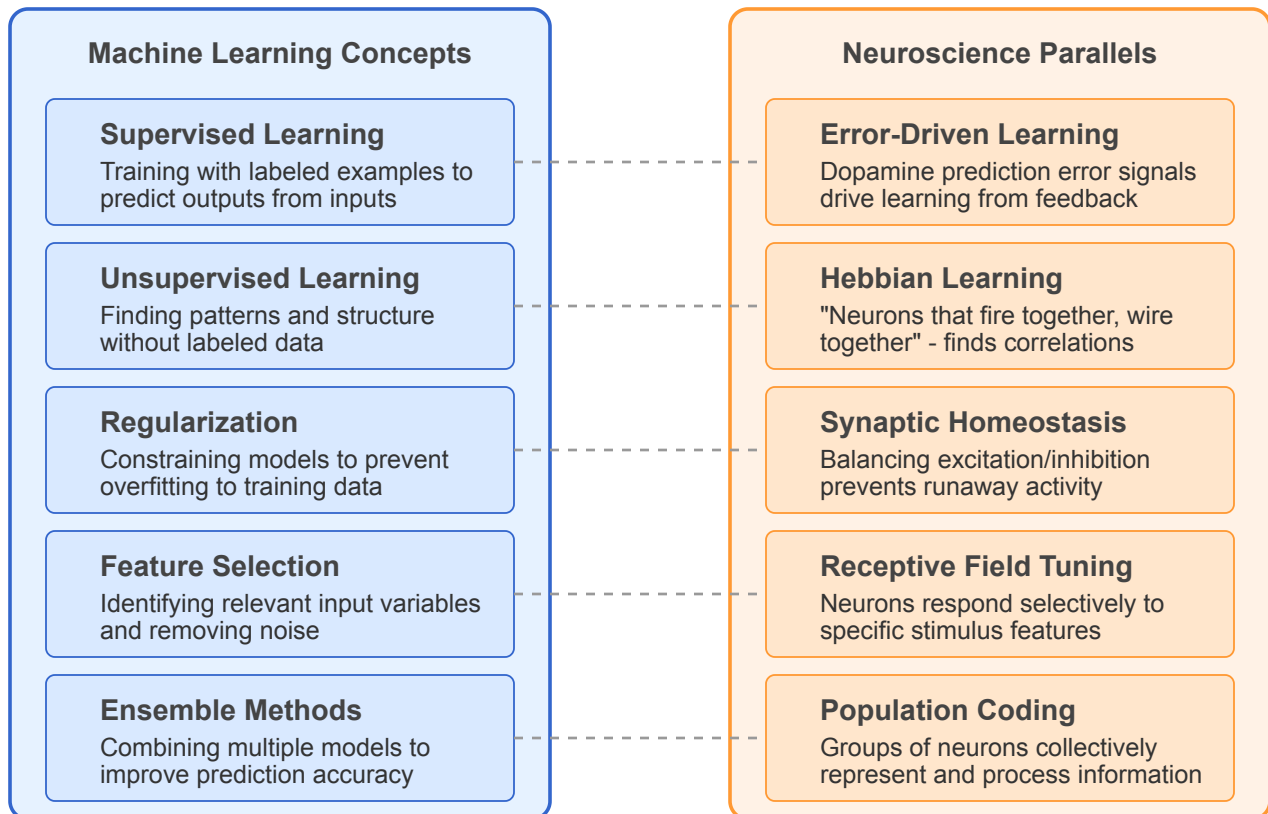 Machine Learning Concepts
Supervised Learning
Training with labeled examples to
predict outputs from inputs
Unsupervised Learning
Finding patterns and structure
without labeled data
Regularization
Constraining models to prevent
overfitting to training data
Feature Selection
Identifying relevant input variables
and removing noise
Ensemble Methods
Combining multiple models to
improve prediction accuracy
Neuroscience Parallels
Error-Driven Learning
Dopamine prediction error signals
drive learning from feedback
Hebbian Learning
"Neurons that fire together, wire
together" - finds correlations
Synaptic Homeostasis
Balancing excitation/inhibition
prevents runaway activity
Receptive Field Tuning
Neurons respond selectively to
specific stimulus features
Population Coding
Groups of neurons collectively
represent and process information